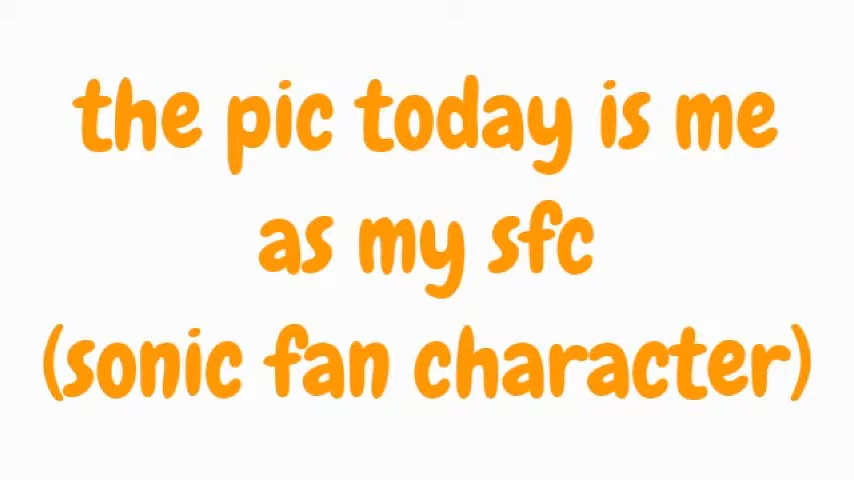 the pic today is me
as my sfc
(sonic fan character)